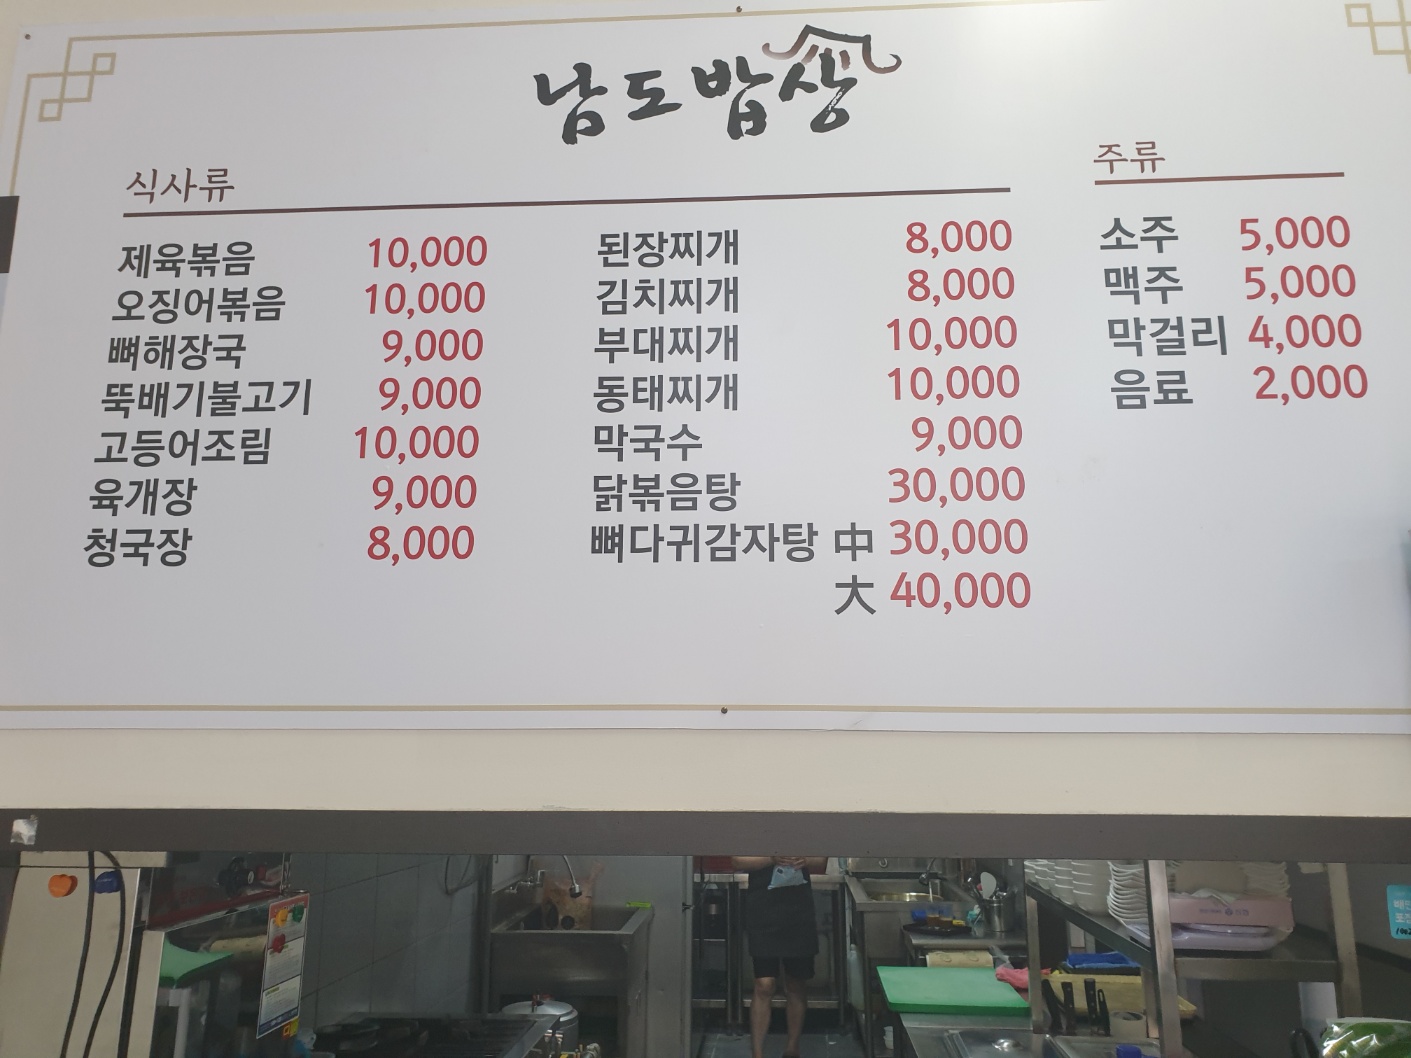 남도밥상
식사류
제육볶음 10,000
오징어볶음 10,000
뼈해장국 9,000
뚝배기불고기 9,000
고등어조림 10,000
육개장 9,000
청국장 8,000
된장찌개 8,000
김치찌개 8,000
부대찌개 10,000
동태찌개 10,000
막국수 9,000
닭볶음탕 30,000
뼈다귀감자탕 中 30,000
大 40,000
주류
소주 5,000
맥주 5,000
막걸리 4,000
음료 2,000